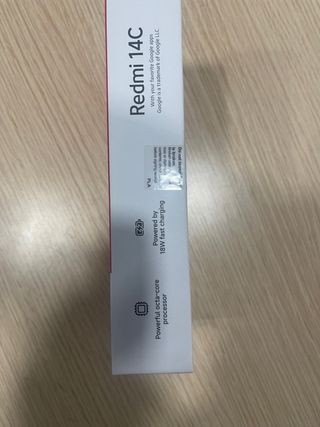 Redmi 14C
With your favorite Google apps
Google is a trademark of Google LLC
Powered by
18W fast charging
Powerful octa-core
processor